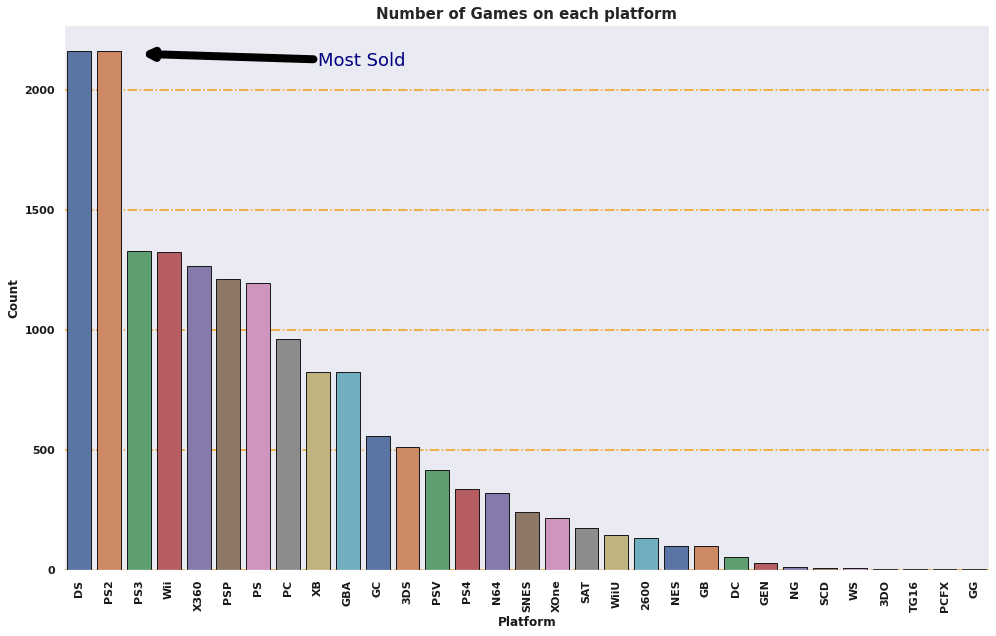 Number of Games on each platform
Most Sold
2000
1500
1000
500
0
Count
DS PS2 PS3 Wii X360 PSP PS PC XB GBA GC 3DS PSV PS4 N64 SNES XOne SAT WiiU 2600 NES GB DC GEN NG SCD WS 3DO TG16 PCFX GG
Platform